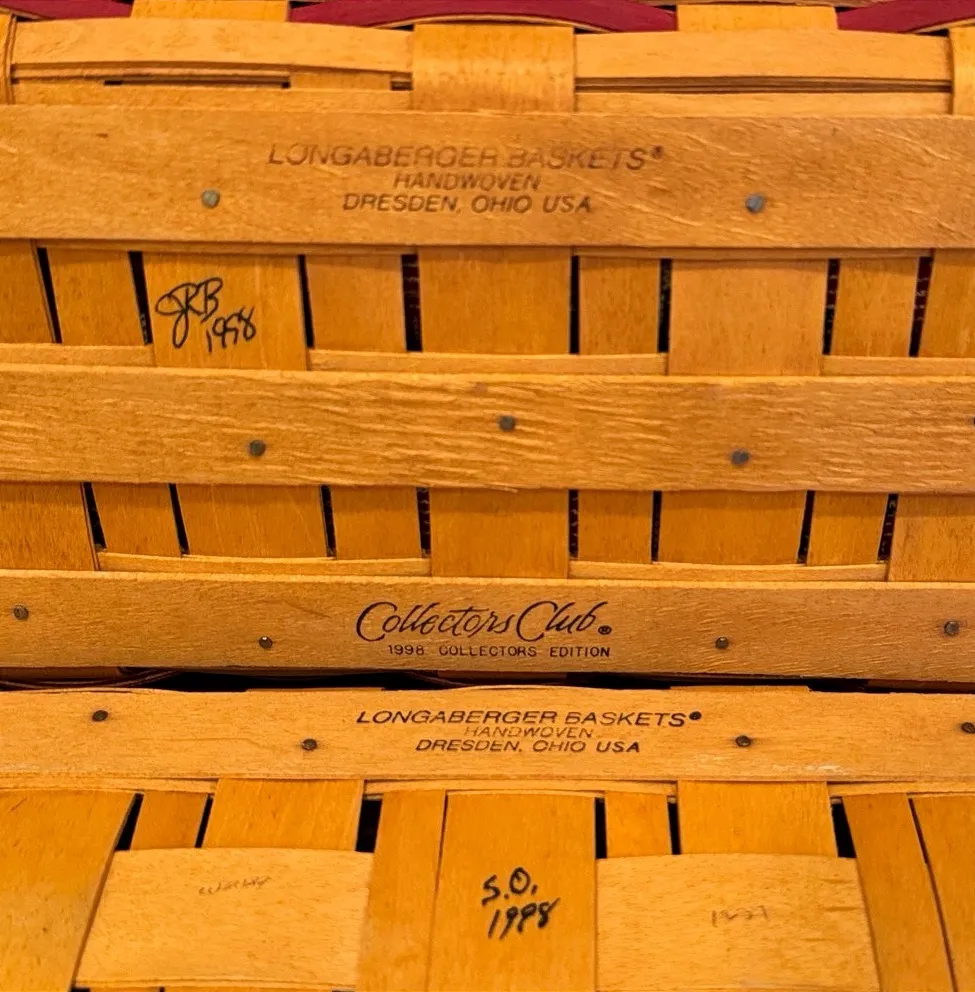 LONGABERGER BASKETS®
HANDWOVEN
DRESDEN, OHIO USA
JRB
1998
Collectors Club®
1998 COLLECTORS EDITION
LONGABERGER BASKETS®
HANDWOVEN
DRESDEN, OHIO USA
S.O.
1998